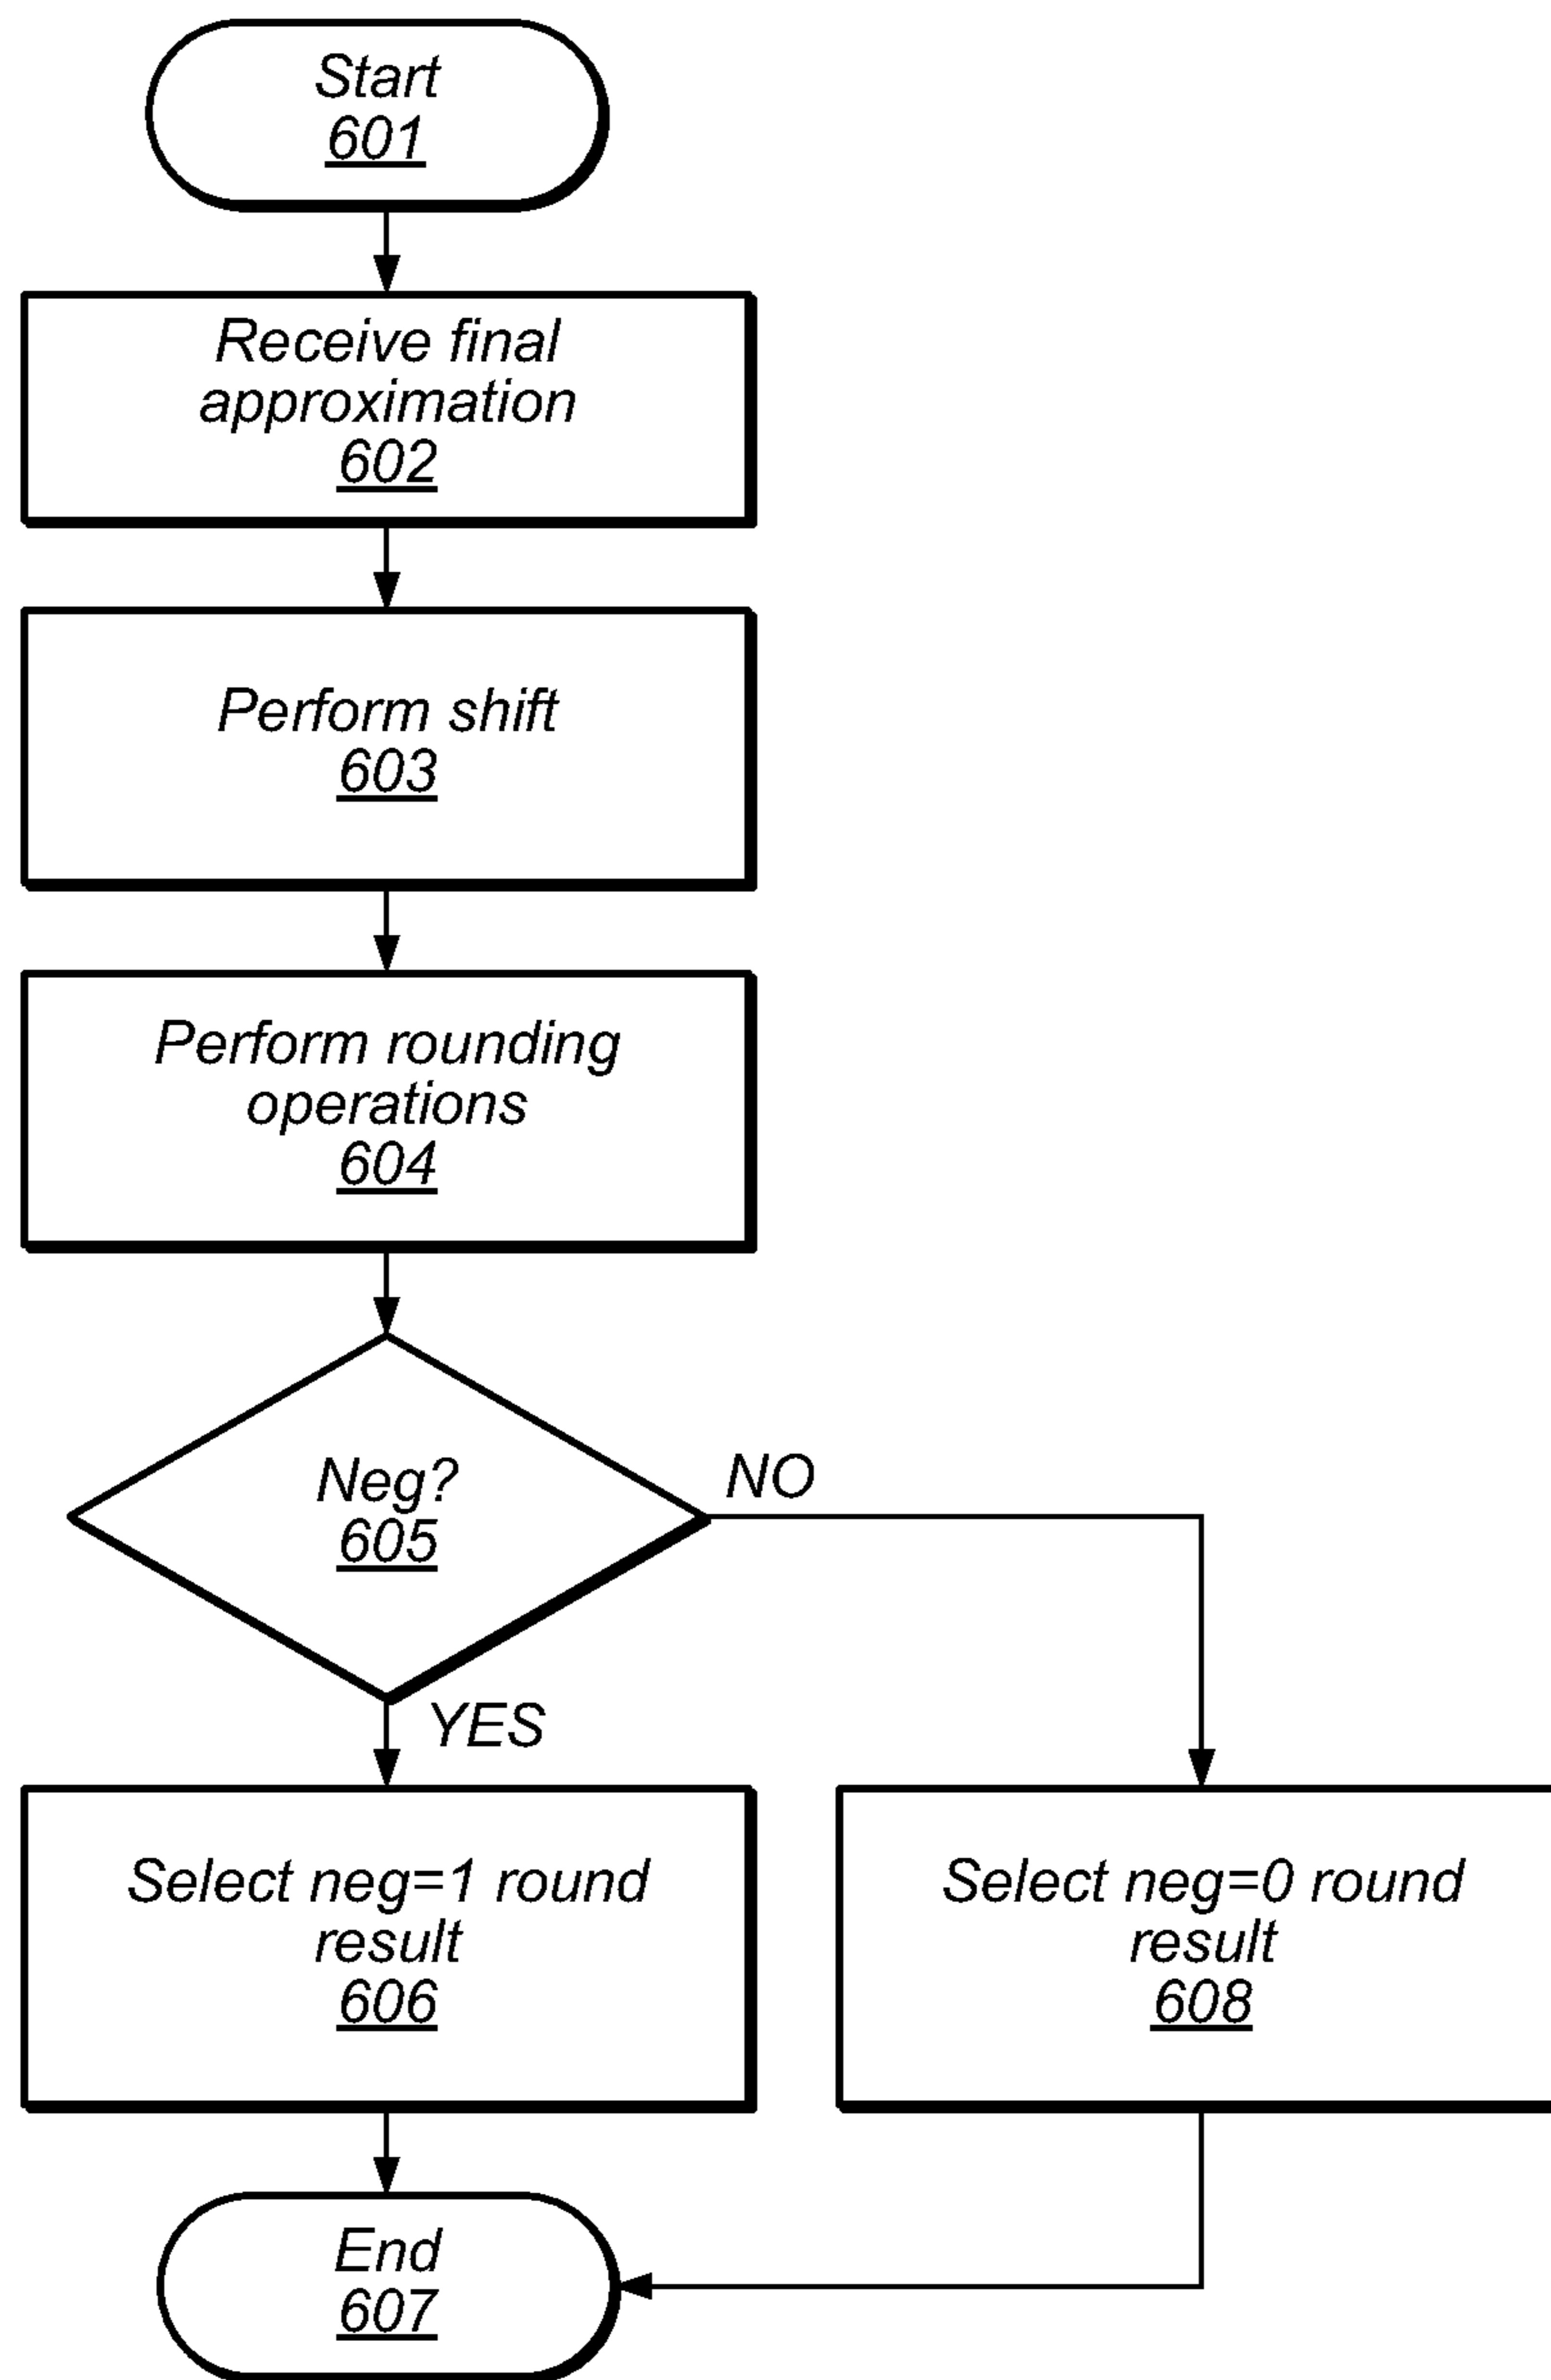 Start
601
Receive final
approximation
602
Perform shift
603
Perform rounding
operations
604
Neg?
605
NO
YES
Select neg=1 round
result
606
Select neg=0 round
result
608
End
607